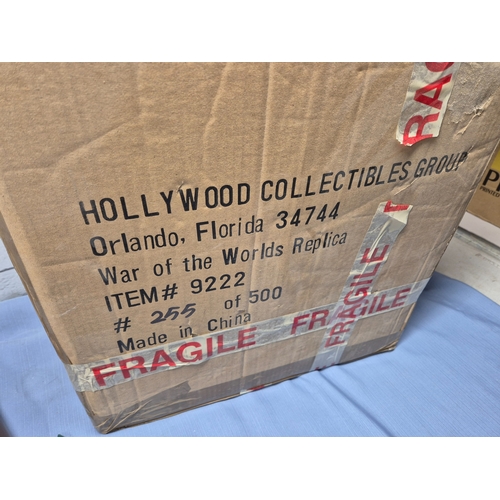 HOLLYWOOD COLLECTIBLES GROUP
Orlando, Florida 34744
War of the Worlds Replica
ITEM# 9222
# 255 of 500
Made in China
FRAGILE FRAGILE
FRAGILE